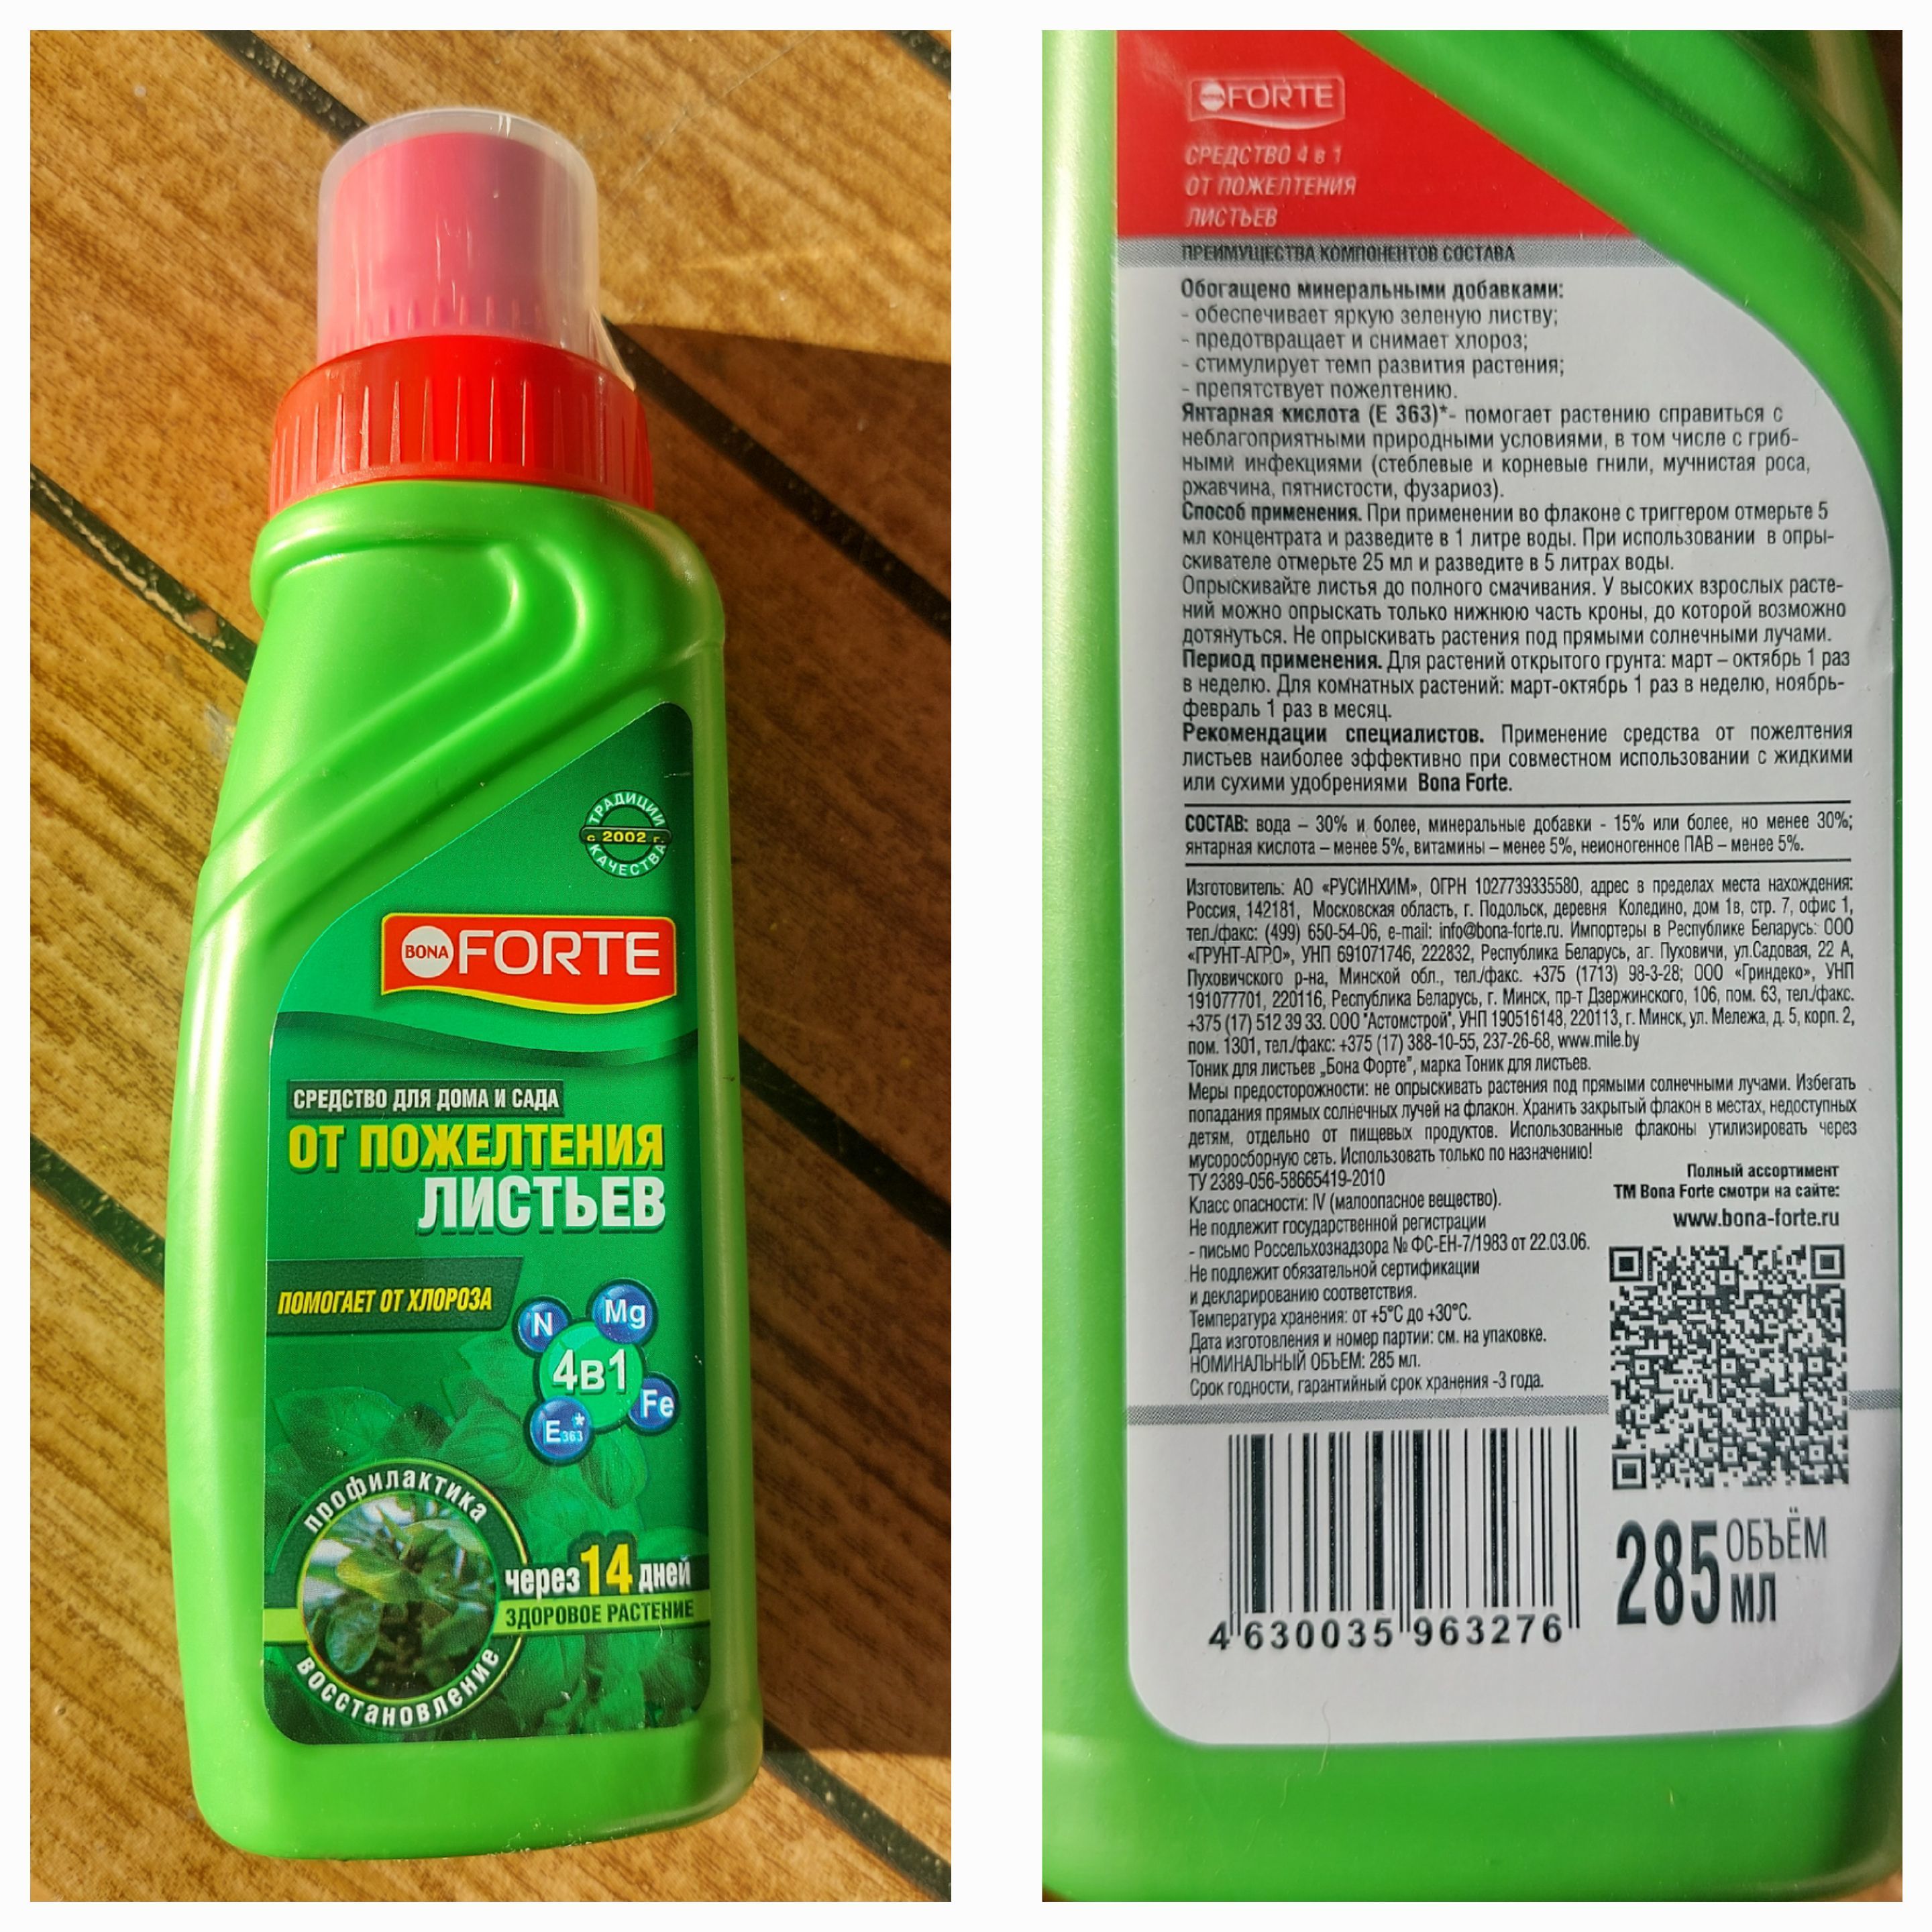 ТРАДИЦИИ
с 2002 г.
КАЧЕСТВА
BONA FORTE
СРЕДСТВО ДЛЯ ДОМА И САДА
ОТ ПОЖЕЛТЕНИЯ
ЛИСТЬЕВ
ПОМОГАЕТ ОТ ХЛОРОЗА
N Mg
4в1
E363* Fe
профилактика
через 14 дней
ЗДОРОВОЕ РАСТЕНИЕ
восстановление
FORTE
СРЕДСТВО 4 в 1
ОТ ПОЖЕЛТЕНИЯ
ЛИСТЬЕВ
ПРЕИМУЩЕСТВА КОМПОНЕНТОВ СОСТАВА
Обогащено минеральными добавками:
- обеспечивает яркую зеленую листву;
- предотвращает и снимает хлороз;
- стимулирует темп развития растения;
- препятствует пожелтению.
Янтарная кислота (Е 363)*- помогает растению справиться с
неблагоприятными природными условиями, в том числе с гриб-
ными инфекциями (стеблевые и корневые гнили, мучнистая роса,
ржавчина, пятнистости, фузариоз).
Способ применения. При применении во флаконе с триггером отмерьте 5
мл концентрата и разведите в 1 литре воды. При использовании в опры-
скивателе отмерьте 25 мл и разведите в 5 литрах воды.
Опрыскивайте листья до полного смачивания. У высоких взрослых расте-
ний можно опрыскать только нижнюю часть кроны, до которой возможно
дотянуться. Не опрыскивать растения под прямыми солнечными лучами.
Период применения. Для растений открытого грунта: март – октябрь 1 раз
в неделю. Для комнатных растений: март-октябрь 1 раз в неделю, ноябрь-
февраль 1 раз в месяц.
Рекомендации специалистов. Применение средства от пожелтения
листьев наиболее эффективно при совместном использовании с жидкими
или сухими удобрениями Bona Forte.
СОСТАВ: вода – 30% и более, минеральные добавки - 15% или более, но менее 30%;
янтарная кислота – менее 5%, витамины – менее 5%, неионогенное ПАВ – менее 5%.
Изготовитель: АО «РУСИНХИМ», ОГРН 1027739335580, адрес в пределах места нахождения:
Россия, 142181, Московская область, г. Подольск, деревня Коледино, дом 1в, стр. 7, офис 1,
тел./факс: (499) 650-54-06, e-mail: info@bona-forte.ru. Импортеры в Республике Беларусь: ООО
«ГРУНТ-АГРО», УНП 691071746, 222832, Республика Беларусь, аг. Пуховичи, ул.Садовая, 22 А,
Пуховичского р-на, Минской обл., тел./факс. +375 (1713) 98-3-28; ООО «Гриндеко», УНП
191077701, 220116, Республика Беларусь, г. Минск, пр-т Дзержинского, 106, пом. 63, тел./факс.
+375 (17) 512 39 33. ООО "Астомстрой", УНП 190516148, 220113, г. Минск, ул. Мележа, д. 5, корп. 2,
пом. 1301, тел./факс: +375 (17) 388-10-55, 237-26-68, www.mile.by
Тоник для листьев „Бона Форте", марка Тоник для листьев.
Меры предосторожности: не опрыскивать растения под прямыми солнечными лучами. Избегать
попадания прямых солнечных лучей на флакон. Хранить закрытый флакон в местах, недоступных
детям, отдельно от пищевых продуктов. Использованные флаконы утилизировать через
мусоросборную сеть. Использовать только по назначению!
ТУ 2389-056-58665419-2010
Класс опасности: IV (малоопасное вещество).
Не подлежит государственной регистрации
- письмо Россельхознадзора № ФС-ЕН-7/1983 от 22.03.06.
Не подлежит обязательной сертификации
и декларированию соответствия.
Температура хранения: от +5°С до +30°С.
Дата изготовления и номер партии: см. на упаковке.
НОМИНАЛЬНЫЙ ОБЪЕМ: 285 мл.
Срок годности, гарантийный срок хранения -3 года.
Полный ассортимент
ТМ Bona Forte смотри на сайте:
www.bona-forte.ru
4 630035 963276
285 ОБЪЁМ
МЛ